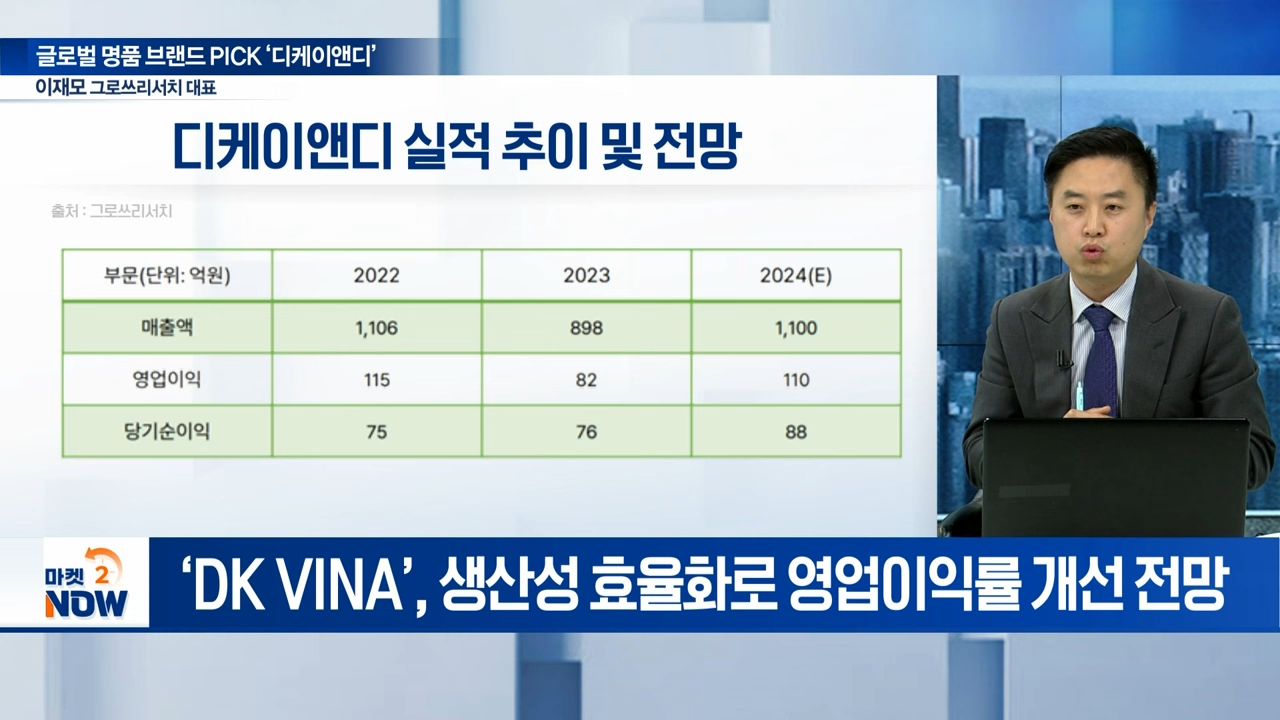 글로벌 명품 브랜드 PICK ‘디케이앤디’
이재모 그로쓰리서치 대표
디케이앤디 실적 추이 및 전망
출처 : 그로쓰리서치
부문(단위: 억원) 2022 2023 2024(E)
매출액 1,106 898 1,100
영업이익 115 82 110
당기순이익 75 76 88
마켓 2
NOW
‘DK VINA’, 생산성 효율화로 영업이익률 개선 전망